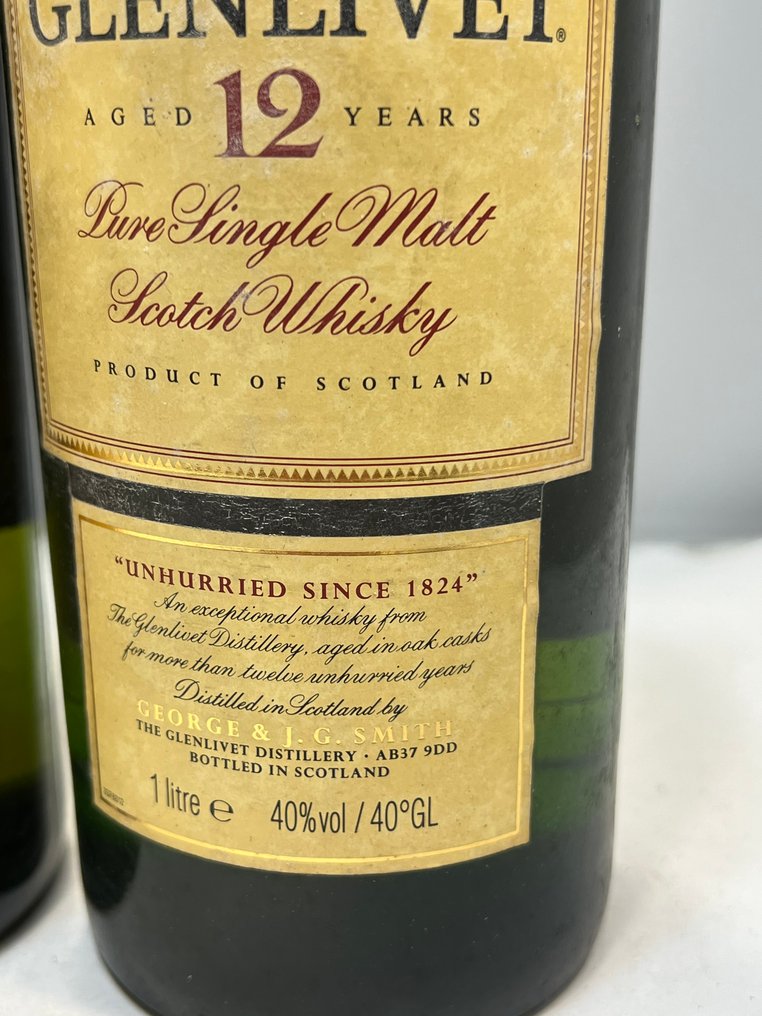 GLENLIVET®
AGED 12 YEARS
Pure Single Malt
Scotch Whisky
PRODUCT OF SCOTLAND
"UNHURRIED SINCE 1824"
An exceptional whisky from
The Glenlivet Distillery, aged in oak casks
for more than twelve unhurried years
Distilled in Scotland by
GEORGE & J. G. SMITH
THE GLENLIVET DISTILLERY · AB37 9DD
BOTTLED IN SCOTLAND
1 litre ℮ 40%vol / 40°GL